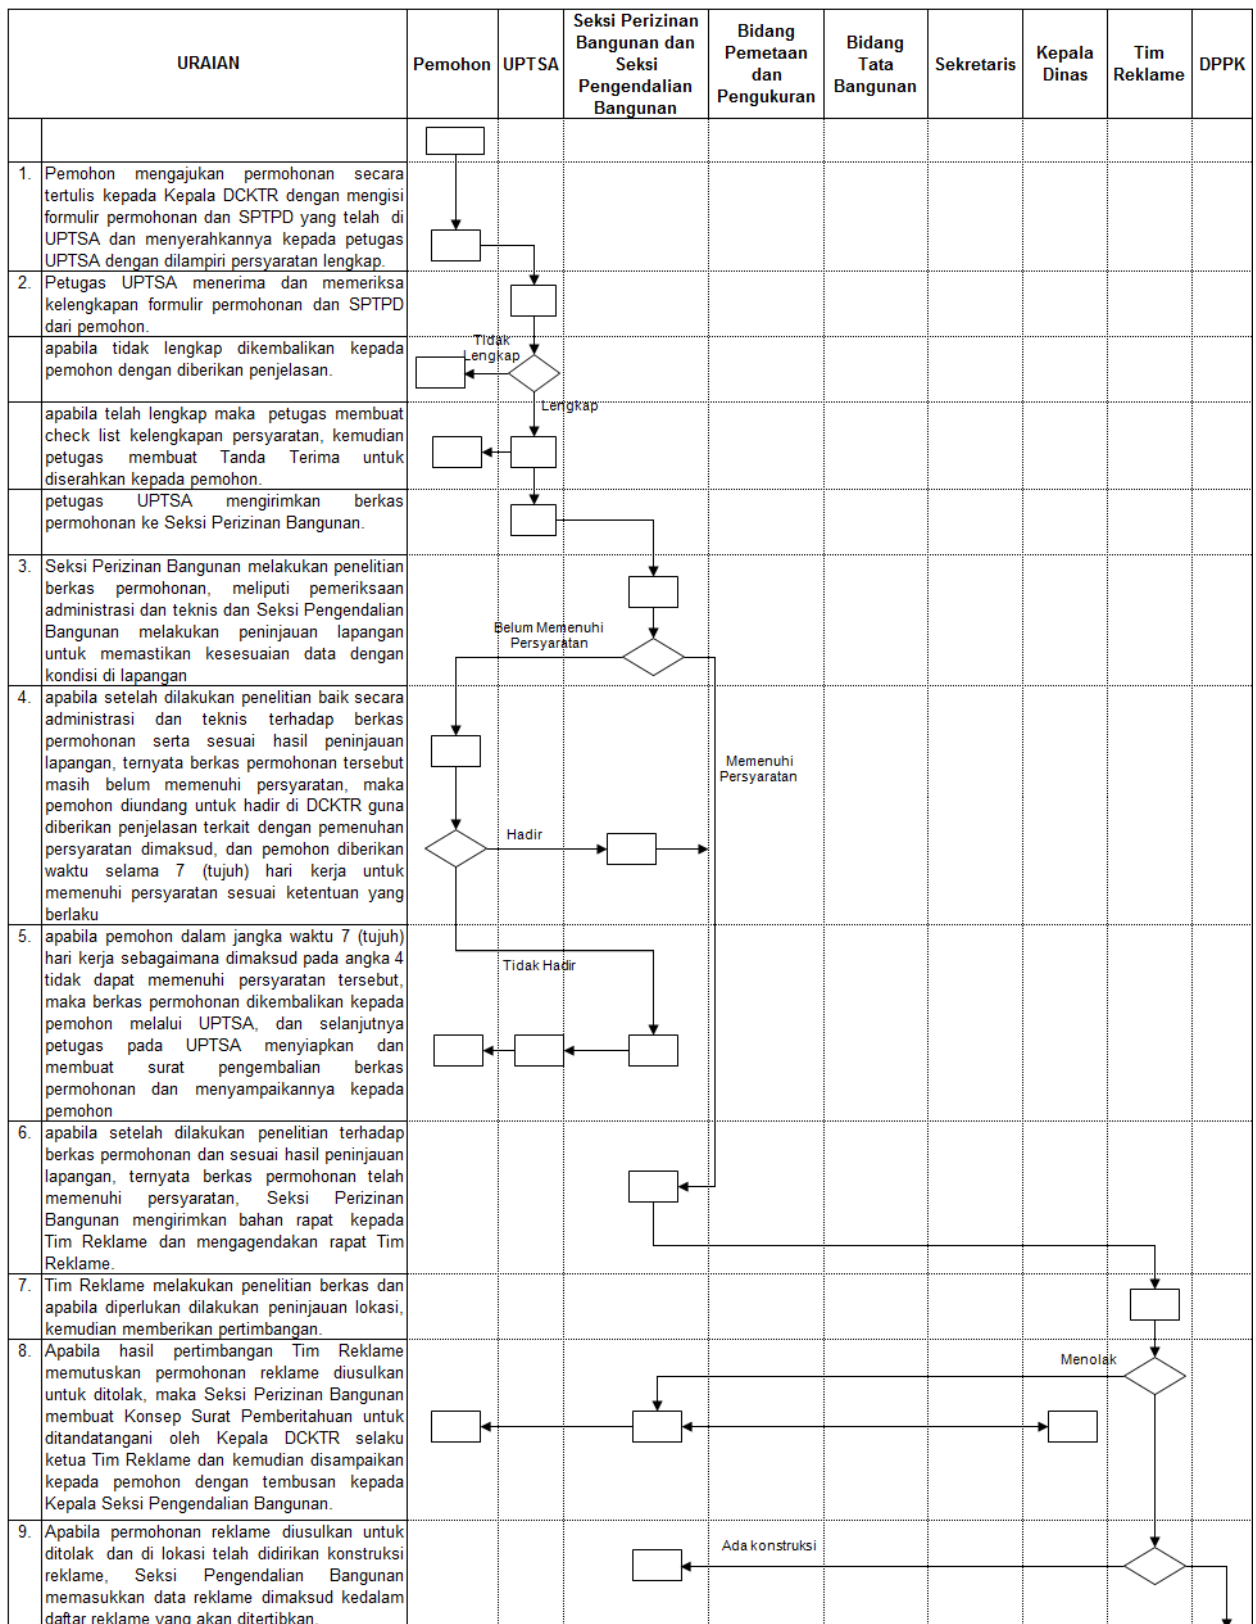 URAIAN
Pemohon
UPTSA
Seksi Perizinan
Bangunan dan
Seksi
Pengendalian
Bangunan
Bidang
Pemetaan
dan
Pengukuran
Bidang
Tata
Bangunan
Sekretaris
Kepala
Dinas
Tim
Reklame
DPPK
1. Pemohon mengajukan permohonan secara
tertulis kepada Kepala DCKTR dengan mengisi
formulir permohonan dan SPTPD yang telah di
UPTSA dan menyerahkannya kepada petugas
UPTSA dengan dilampiri persyaratan lengkap.
2. Petugas UPTSA menerima dan memeriksa
kelengkapan formulir permohonan dan SPTPD
dari pemohon.
apabila tidak lengkap dikembalikan kepada
pemohon dengan diberikan penjelasan.
Tidak
Lengkap
Lengkap
apabila telah lengkap maka petugas membuat
check list kelengkapan persyaratan, kemudian
petugas membuat Tanda Terima untuk
diserahkan kepada pemohon.
petugas UPTSA mengirimkan berkas
permohonan ke Seksi Perizinan Bangunan.
3. Seksi Perizinan Bangunan melakukan penelitian
berkas permohonan, meliputi pemeriksaan
administrasi dan teknis dan Seksi Pengendalian
Bangunan melakukan peninjauan lapangan
untuk memastikan kesesuaian data dengan
kondisi di lapangan
Belum Memenuhi
Persyaratan
4. apabila setelah dilakukan penelitian baik secara
administrasi dan teknis terhadap berkas
permohonan serta sesuai hasil peninjauan
lapangan, ternyata berkas permohonan tersebut
masih belum memenuhi persyaratan, maka
pemohon diundang untuk hadir di DCKTR guna
diberikan penjelasan terkait dengan pemenuhan
persyaratan dimaksud, dan pemohon diberikan
waktu selama 7 (tujuh) hari kerja untuk
memenuhi persyaratan sesuai ketentuan yang
berlaku
Memenuhi
Persyaratan
Hadir
5. apabila pemohon dalam jangka waktu 7 (tujuh)
hari kerja sebagaimana dimaksud pada angka 4
tidak dapat memenuhi persyaratan tersebut,
maka berkas permohonan dikembalikan kepada
pemohon melalui UPTSA, dan selanjutnya
petugas pada UPTSA menyiapkan dan
membuat surat pengembalian berkas
permohonan dan menyampaikannya kepada
pemohon
Tidak Hadir
6. apabila setelah dilakukan penelitian terhadap
berkas permohonan dan sesuai hasil peninjauan
lapangan, ternyata berkas permohonan telah
memenuhi persyaratan, Seksi Perizinan
Bangunan mengirimkan bahan rapat kepada
Tim Reklame dan mengagendakan rapat Tim
Reklame.
7. Tim Reklame melakukan penelitian berkas dan
apabila diperlukan dilakukan peninjauan lokasi,
kemudian memberikan pertimbangan.
8. Apabila hasil pertimbangan Tim Reklame
memutuskan permohonan reklame diusulkan
untuk ditolak, maka Seksi Perizinan Bangunan
membuat Konsep Surat Pemberitahuan untuk
ditandatangani oleh Kepala DCKTR selaku
ketua Tim Reklame dan kemudian disampaikan
kepada pemohon dengan tembusan kepada
Kepala Seksi Pengendalian Bangunan.
Menolak
9. Apabila permohonan reklame diusulkan untuk
ditolak dan di lokasi telah didirikan konstruksi
reklame, Seksi Pengendalian Bangunan
memasukkan data reklame dimaksud kedalam
daftar reklame yang akan ditertibkan.
Ada konstruksi